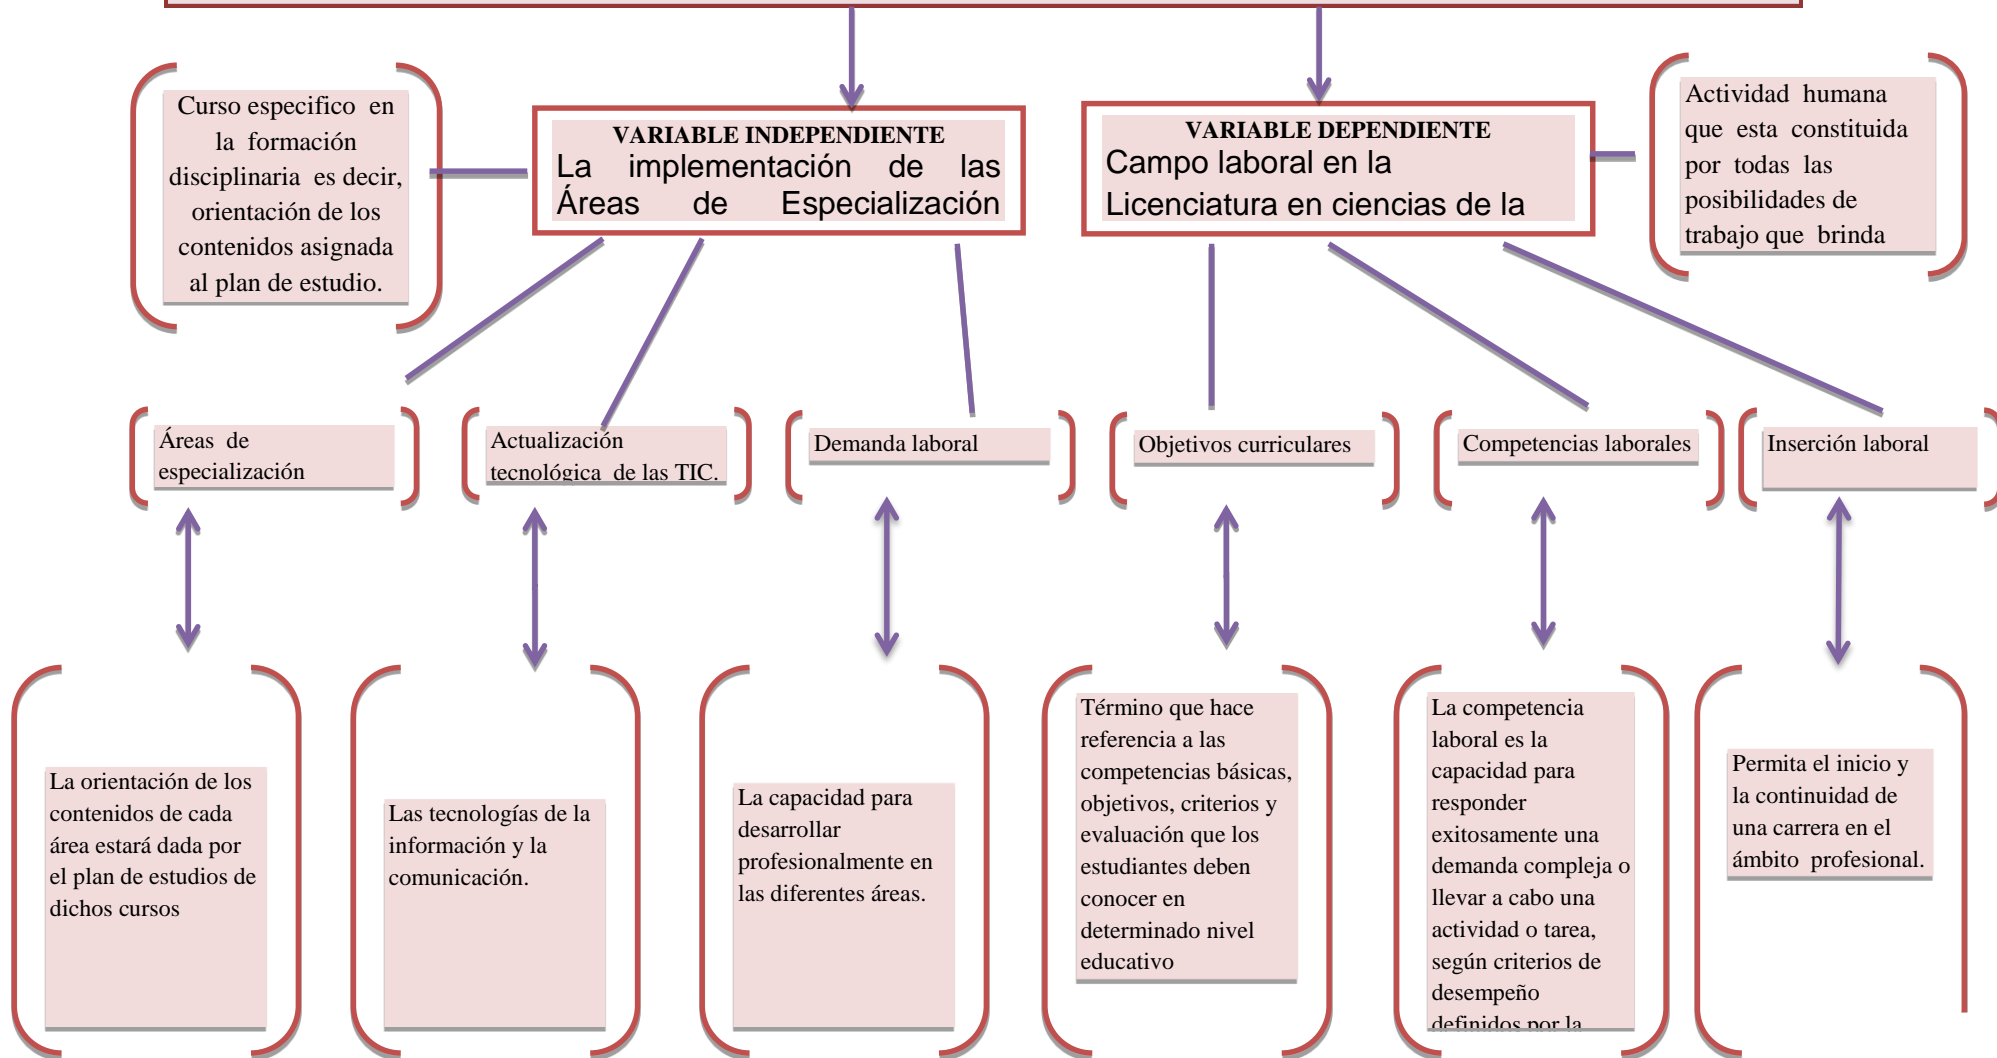 Curso especifico en
la formación
disciplinaria es decir,
orientación de los
contenidos asignada
al plan de estudio.
VARIABLE INDEPENDIENTE
La implementación de las
Áreas de Especialización
VARIABLE DEPENDIENTE
Campo laboral en la
Licenciatura en ciencias de la
Actividad humana
que esta constituida
por todas las
posibilidades de
trabajo que brinda
Áreas de
especialización
Actualización
tecnológica de las TIC.
Demanda laboral
Objetivos curriculares
Competencias laborales
Inserción laboral
La orientación de los
contenidos de cada
área estará dada por
el plan de estudios de
dichos cursos
Las tecnologías de la
información y la
comunicación.
La capacidad para
desarrollar
profesionalmente en
las diferentes áreas.
Término que hace
referencia a las
competencias básicas,
objetivos, criterios y
evaluación que los
estudiantes deben
conocer en
determinado nivel
educativo
La competencia
laboral es la
capacidad para
responder
exitosamente una
demanda compleja o
llevar a cabo una
actividad o tarea,
según criterios de
desempeño
definidos por la
Permita el inicio y
la continuidad de
una carrera en el
ámbito profesional.